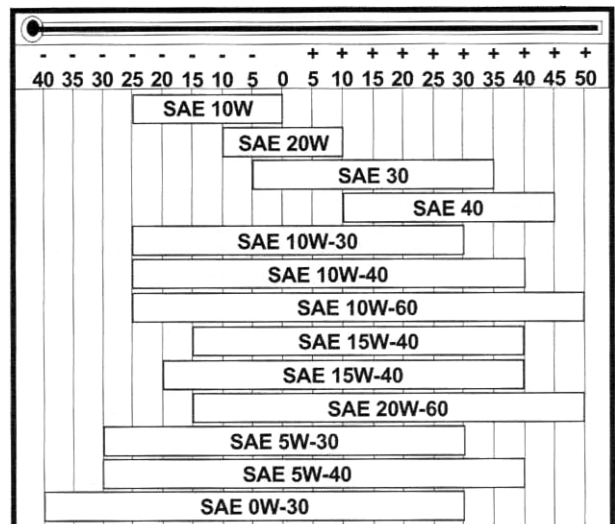 - - - - - - - - + + + + + + + + + +
40 35 30 25 20 15 10 5 0 5 10 15 20 25 30 35 40 45 50
SAE 10W
SAE 20W
SAE 30
SAE 40
SAE 10W-30
SAE 10W-40
SAE 10W-60
SAE 15W-40
SAE 15W-40
SAE 20W-60
SAE 5W-30
SAE 5W-40
SAE 0W-30